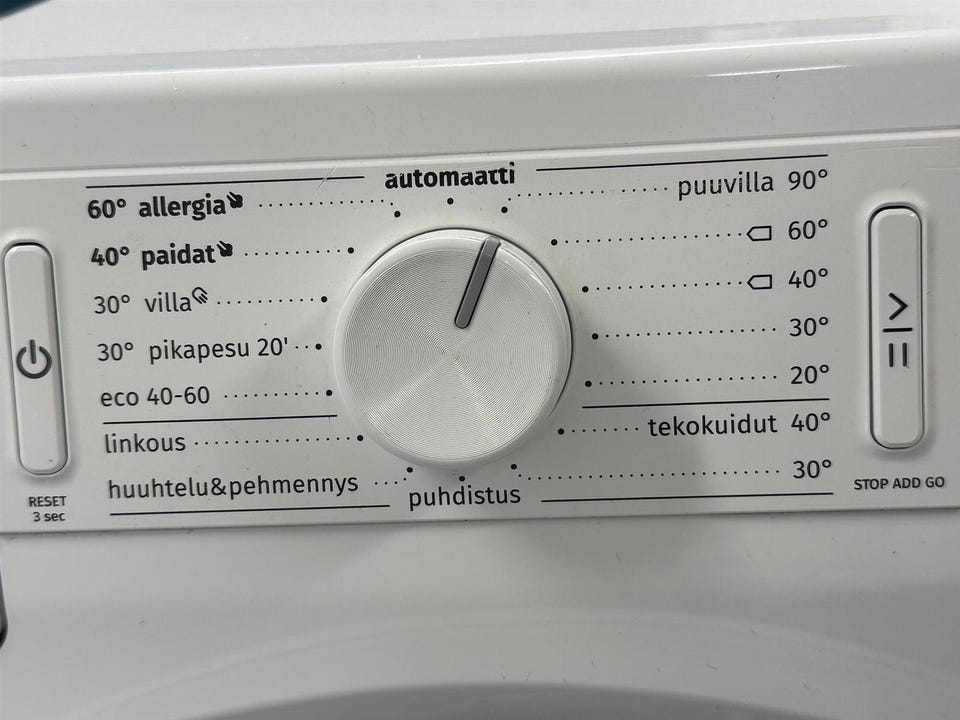 automaatti
60° allergia
40° paidat
30° villa
30° pikapesu 20'
eco 40-60
linkous
huuhtelu&pehmennys
puhdistus
puuvilla 90°
60°
40°
30°
20°
tekokuidut 40°
30°
RESET
3 sec
STOP ADD GO